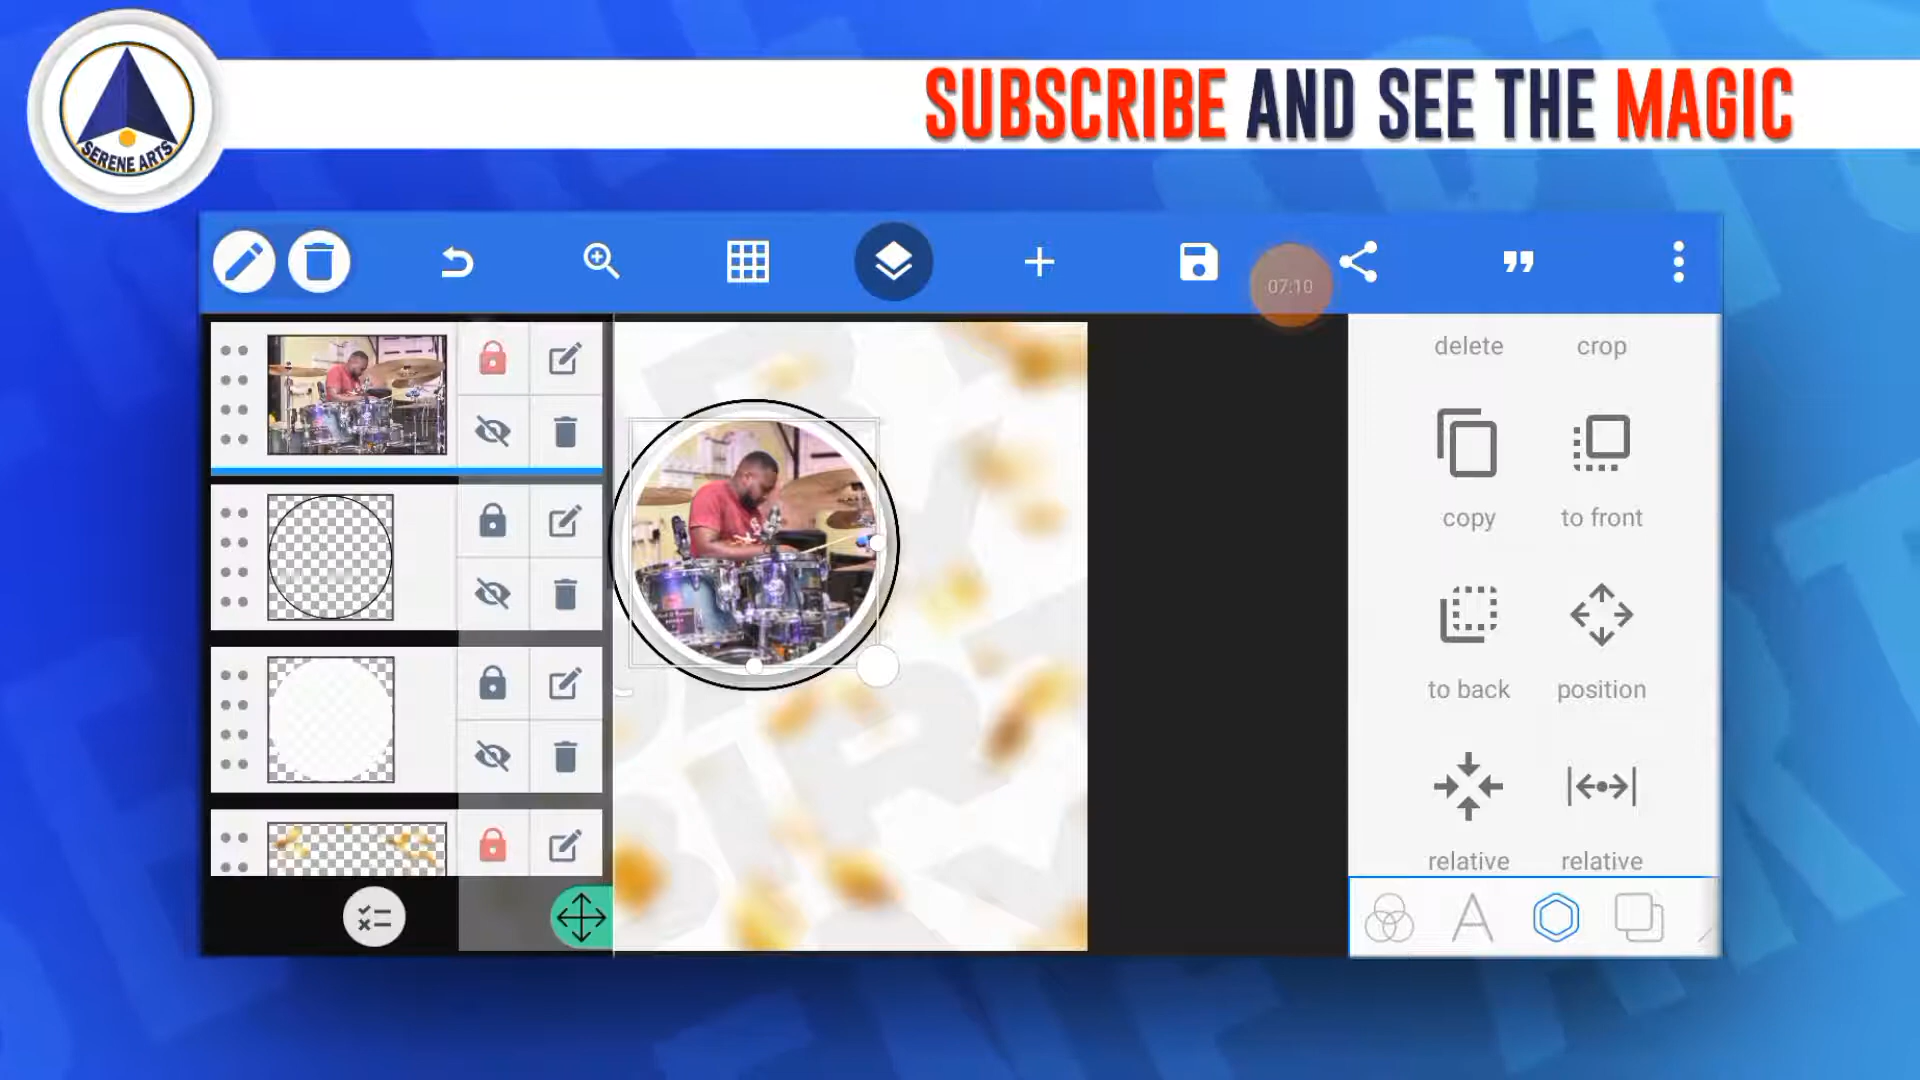 SUBSCRIBE AND SEE THE MAGIC
SERENE ARTS
07:10
delete
crop
copy
to front
to back
position
relative
relative
A